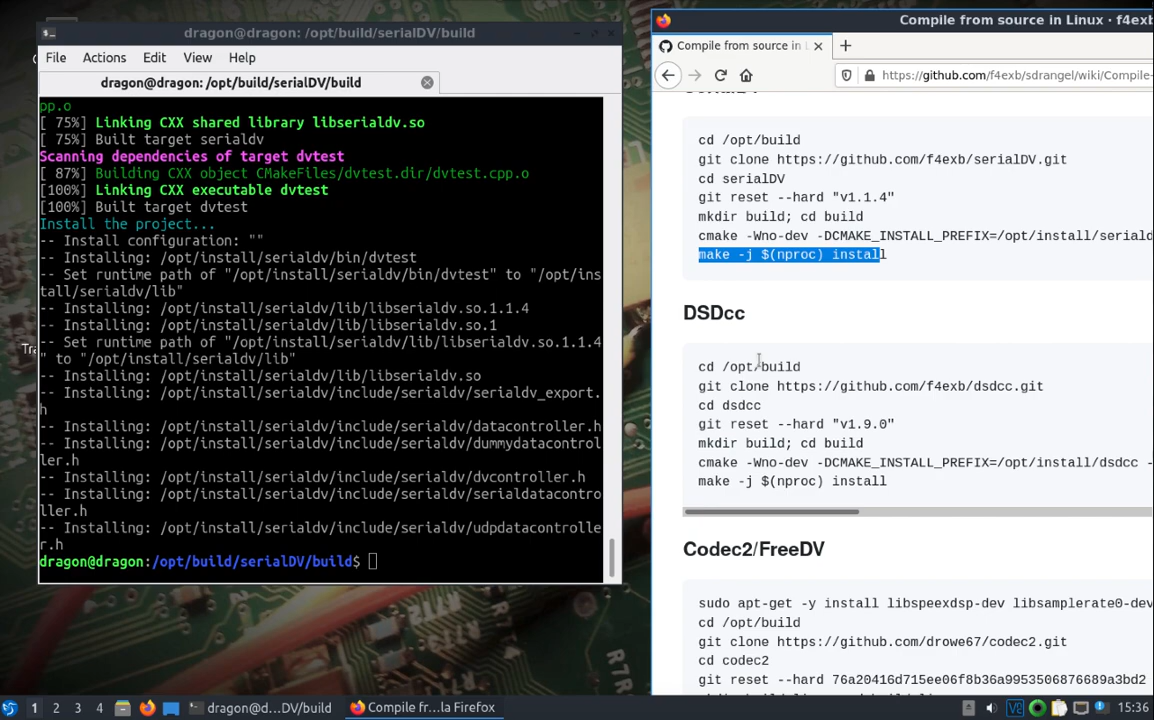 dragon@dragon: /opt/build/serialDV/build
File Actions Edit View Help
dragon@dragon: /opt/build/serialDV/build
pp.o
[ 75%] Linking CXX shared library libserialdv.so
[ 75%] Built target serialdv
Scanning dependencies of target dvtest
[ 87%] Building CXX object CMakeFiles/dvtest.dir/dvtest.cpp.o
[100%] Linking CXX executable dvtest
[100%] Built target dvtest
Install the project...
-- Install configuration: ""
-- Installing: /opt/install/serialdv/bin/dvtest
-- Set runtime path of "/opt/install/serialdv/bin/dvtest" to "/opt/ins
tall/serialdv/lib"
-- Installing: /opt/install/serialdv/lib/libserialdv.so.1.1.4
-- Installing: /opt/install/serialdv/lib/libserialdv.so.1
-- Set runtime path of "/opt/install/serialdv/lib/libserialdv.so.1.1.4
" to "/opt/install/serialdv/lib"
-- Installing: /opt/install/serialdv/lib/libserialdv.so
-- Installing: /opt/install/serialdv/include/serialdv/serialdv_export.
h
-- Installing: /opt/install/serialdv/include/serialdv/datacontroller.h
-- Installing: /opt/install/serialdv/include/serialdv/dummydatacontrol
ler.h
-- Installing: /opt/install/serialdv/include/serialdv/dvcontroller.h
-- Installing: /opt/install/serialdv/include/serialdv/serialdatacontro
ller.h
-- Installing: /opt/install/serialdv/include/serialdv/udpdatacontrolle
r.h
dragon@dragon:/opt/build/serialDV/build$
Compile from source in Linux · f4exb
Compile from source in L
https://github.com/f4exb/sdrangel/wiki/Compile-
cd /opt/build
git clone https://github.com/f4exb/serialDV.git
cd serialDV
git reset --hard "v1.1.4"
mkdir build; cd build
cmake -Wno-dev -DCMAKE_INSTALL_PREFIX=/opt/install/seriald
make -j $(nproc) install
DSDcc
cd /opt/build
git clone https://github.com/f4exb/dsdcc.git
cd dsdcc
git reset --hard "v1.9.0"
mkdir build; cd build
cmake -Wno-dev -DCMAKE_INSTALL_PREFIX=/opt/install/dsdcc -
make -j $(nproc) install
Codec2/FreeDV
sudo apt-get -y install libspeexdsp-dev libsamplerate0-dev
cd /opt/build
git clone https://github.com/drowe67/codec2.git
cd codec2
git reset --hard 76a20416d715ee06f8b36a9953506876689a3bd2
R7R
1 2 3 4 dragon@d...DV/build Compile fr...la Firefox 15:36